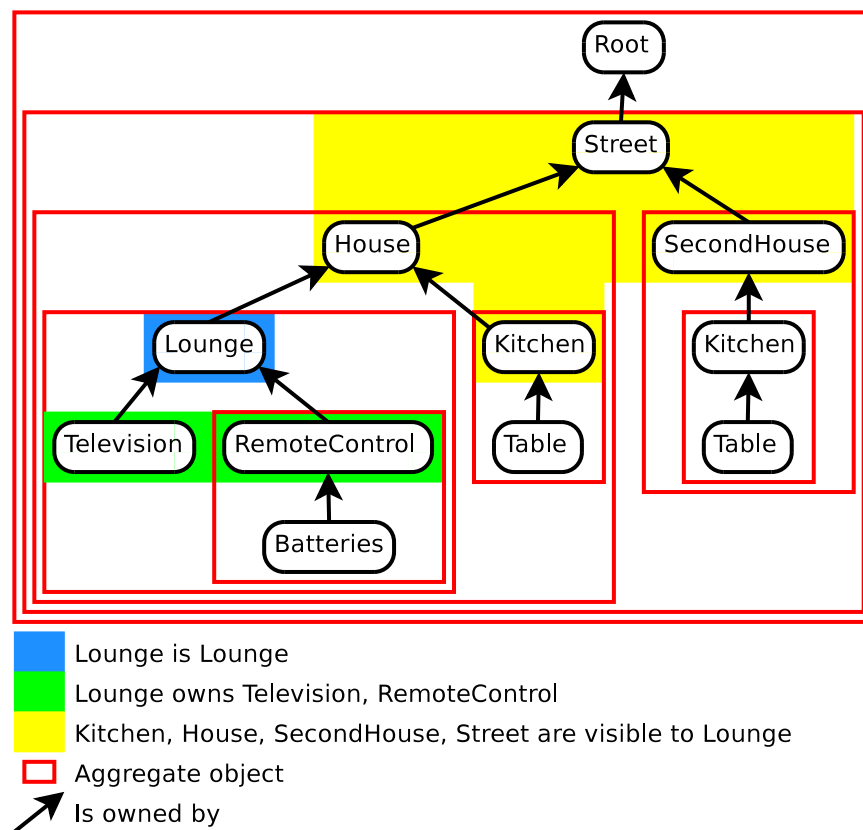 Root
Street
House
SecondHouse
Lounge
Kitchen
Kitchen
Television
RemoteControl
Table
Table
Batteries
Lounge is Lounge
Lounge owns Television, RemoteControl
Kitchen, House, SecondHouse, Street are visible to Lounge
Aggregate object
Is owned by